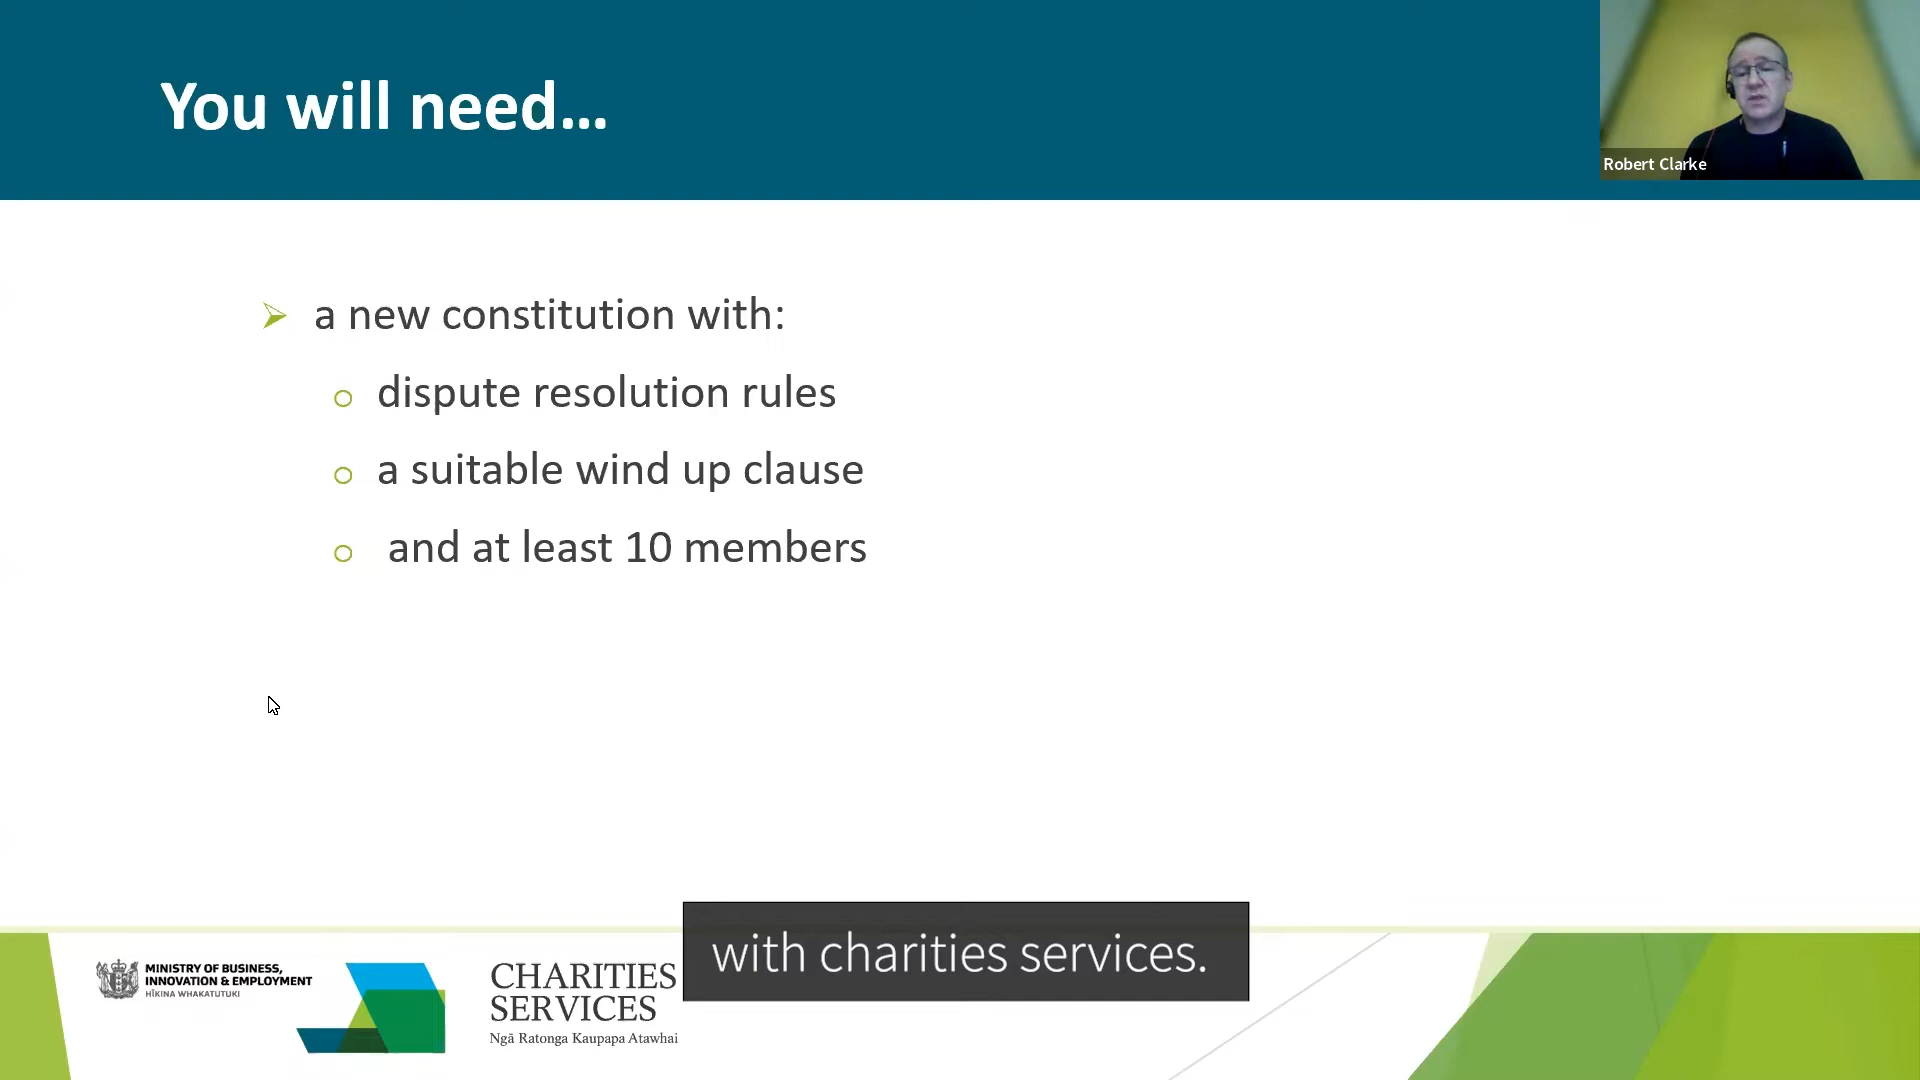 You will need...
Robert Clarke
a new constitution with:
dispute resolution rules
a suitable wind up clause
and at least 10 members
with charities services.
MINISTRY OF BUSINESS,
INNOVATION & EMPLOYMENT
HĪKINA WHAKATUTUKI
CHARITIES
SERVICES
Ngā Ratonga Kaupapa Atawhai